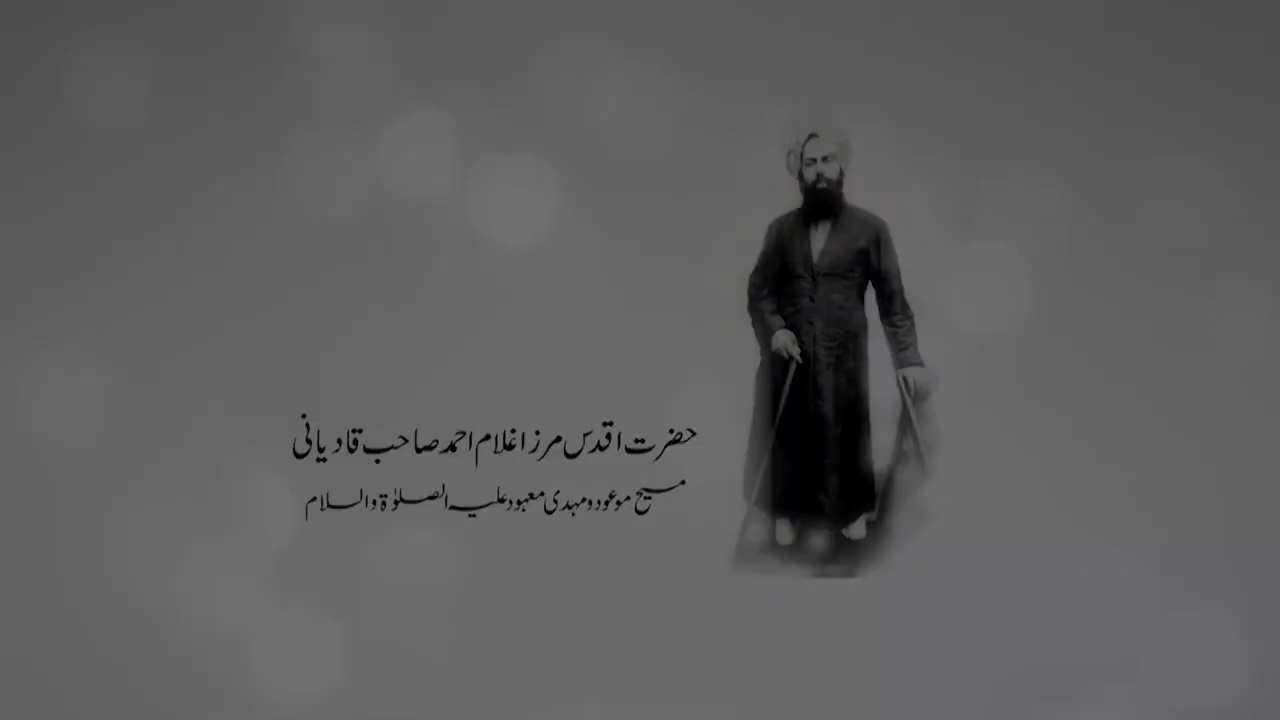 حضرت اقدس مرزا غلام احمد صاحب قادیانی
مسیح موعود و مہدی معہود علیہ الصلوٰۃ والسلام